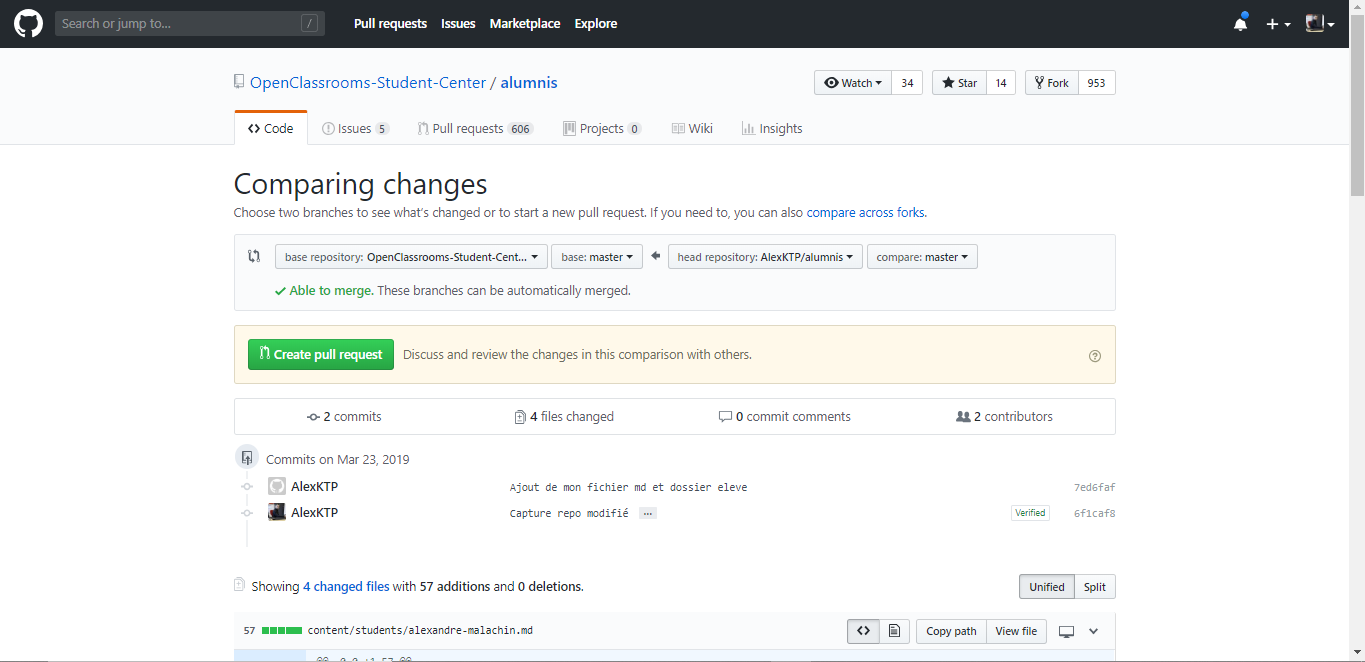 Search or jump to... /
Pull requests Issues Marketplace Explore
OpenClassrooms-Student-Center / alumnis
Watch 34 Star 14 Fork 953
Code Issues 5 Pull requests 606 Projects 0 Wiki Insights
Comparing changes
Choose two branches to see what's changed or to start a new pull request. If you need to, you can also compare across forks.
base repository: OpenClassrooms-Student-Cent... base: master head repository: AlexKTP/alumnis compare: master
Able to merge. These branches can be automatically merged.
Create pull request Discuss and review the changes in this comparison with others.
2 commits 4 files changed 0 commit comments 2 contributors
Commits on Mar 23, 2019
AlexKTP Ajout de mon fichier md et dossier eleve 7ed6faf
AlexKTP Capture repo modifié ... Verified 6f1caf8
Showing 4 changed files with 57 additions and 0 deletions. Unified Split
57 content/students/alexandre-malachin.md Copy path View file